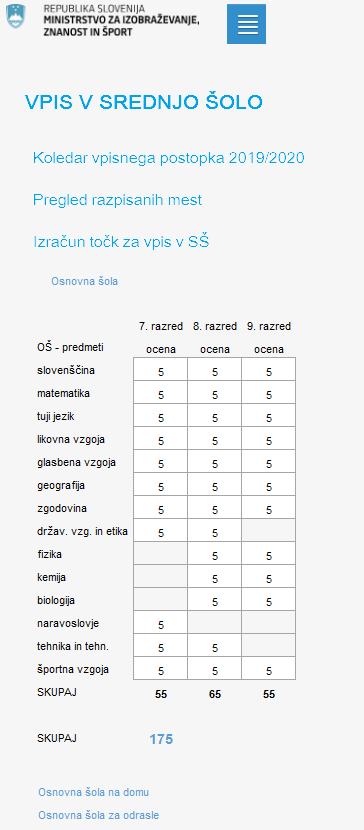 REPUBLIKA SLOVENIJA
MINISTRSTVO ZA IZOBRAŽEVANJE,
ZNANOST IN ŠPORT
VPIS V SREDNJO ŠOLO
Koledar vpisnega postopka 2019/2020
Pregled razpisanih mest
Izračun točk za vpis v SŠ
Osnovna šola
7. razred 8. razred 9. razred
OŠ - predmeti ocena ocena ocena
slovenščina 5 5 5
matematika 5 5 5
tuji jezik 5 5 5
likovna vzgoja 5 5 5
glasbena vzgoja 5 5 5
geografija 5 5 5
zgodovina 5 5 5
držav. vzg. in etika 5 5
fizika 5 5
kemija 5 5
biologija 5 5
naravoslovje 5
tehnika in tehn. 5 5
športna vzgoja 5 5 5
SKUPAJ 55 65 55
SKUPAJ 175
Osnovna šola na domu
Osnovna šola za odrasle